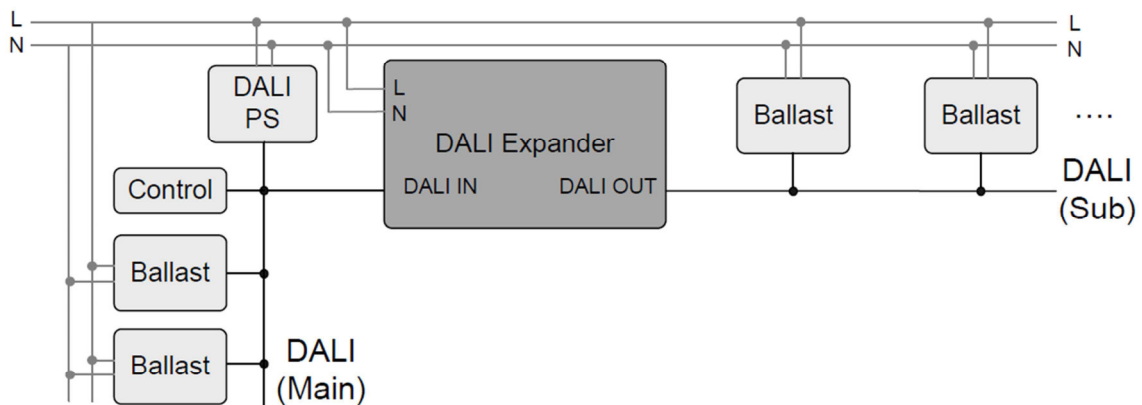 L
L
N
N
DALI
PS
L
N
DALI Expander
DALI IN
DALI OUT
Ballast
Ballast
....
DALI
(Sub)
Control
Ballast
Ballast
DALI
(Main)